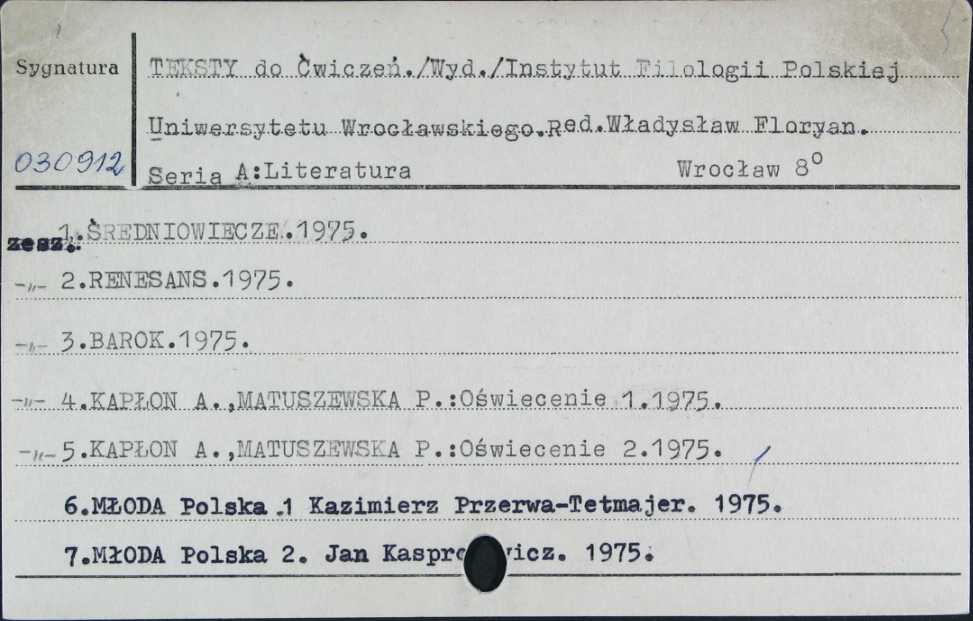 Sygnatura TEKSTY do Ćwiczeń./Wyd./Instytut Filologii Polskiej
Uniwersytetu Wrocławskiego.Red.Władysław Floryan.
030912 Seria A:Literatura Wrocław 8°
zesz. 1.ŚREDNIOWIECZE.1975.
-"- 2.RENESANS.1975.
-"- 3.BAROK.1975.
-"- 4.KAPŁON A.,MATUSZEWSKA P.:Oświecenie 1.1975.
-"- 5.KAPŁON A.,MATUSZEWSKA P.:Oświecenie 2.1975.
6.MŁODA Polska .1 Kazimierz Przerwa-Tetmajer. 1975.
7.MŁODA Polska 2. Jan Kasprowicz. 1975.